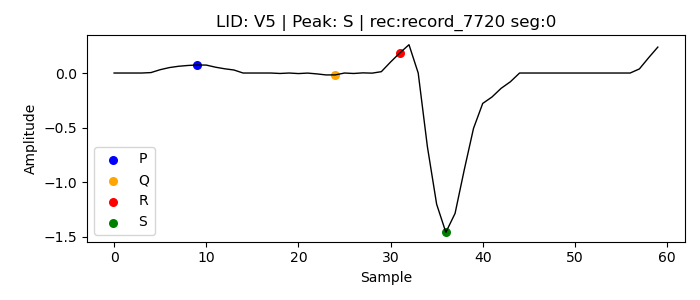 LID: V5 | Peak: S | rec:record_7720 seg:0
Amplitude
0.0
−0.5
−1.0
−1.5
P
Q
R
S
0 10 20 30 40 50 60
Sample